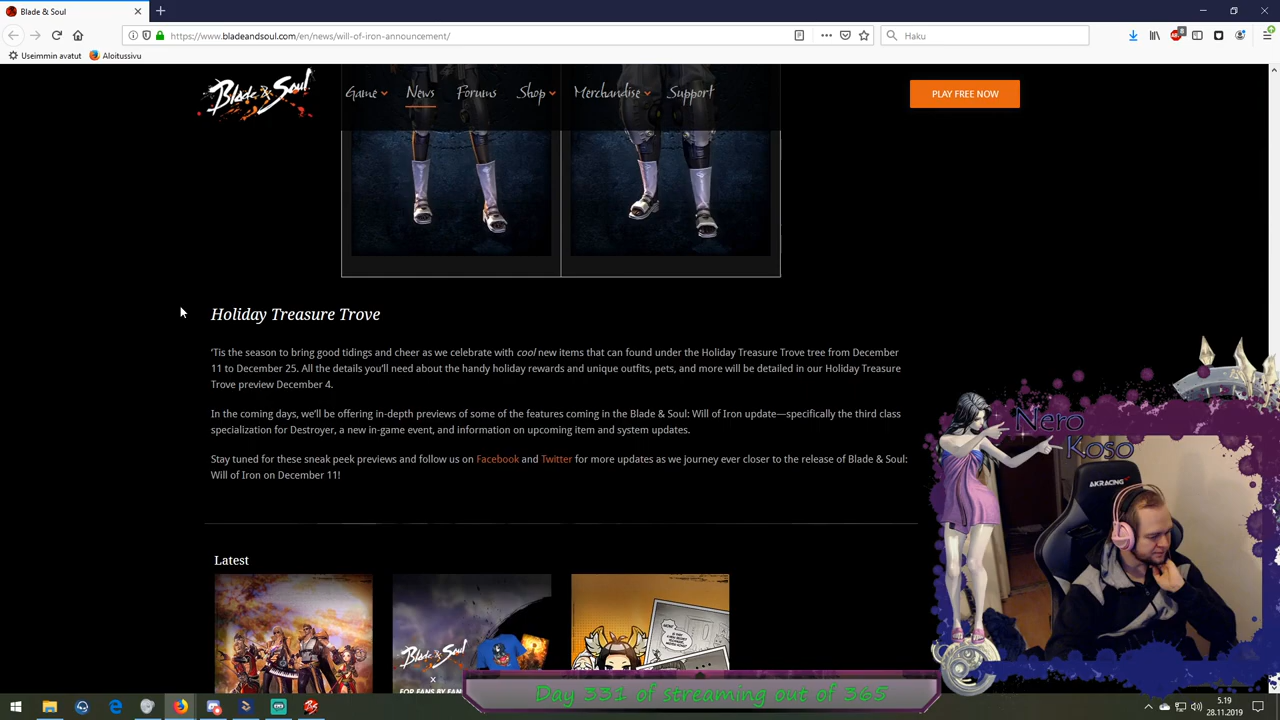 Blade & Soul
https://www.bladeandsoul.com/en/news/will-of-iron-announcement/
Haku
8
Useimmin avatut
Aloitussivu
Blade & Soul
Game
News
Forums
Shop
Merchandise
Support
PLAY FREE NOW
Holiday Treasure Trove
'Tis the season to bring good tidings and cheer as we celebrate with cool new items that can found under the Holiday Treasure Trove tree from December
11 to December 25. All the details you'll need about the handy holiday rewards and unique outfits, pets, and more will be detailed in our Holiday Treasure
Trove preview December 4.
In the coming days, we'll be offering in-depth previews of some of the features coming in the Blade & Soul: Will of Iron update—specifically the third class
specialization for Destroyer, a new in-game event, and information on upcoming item and system updates.
Stay tuned for these sneak peek previews and follow us on Facebook and Twitter for more updates as we journey ever closer to the release of Blade & Soul:
Will of Iron on December 11!
Latest
Blade & Soul
x
FOR FANS BY FAN
Nero
Koso
AKRACING
Day 331 of streaming out of 365
5.19
28.11.2019